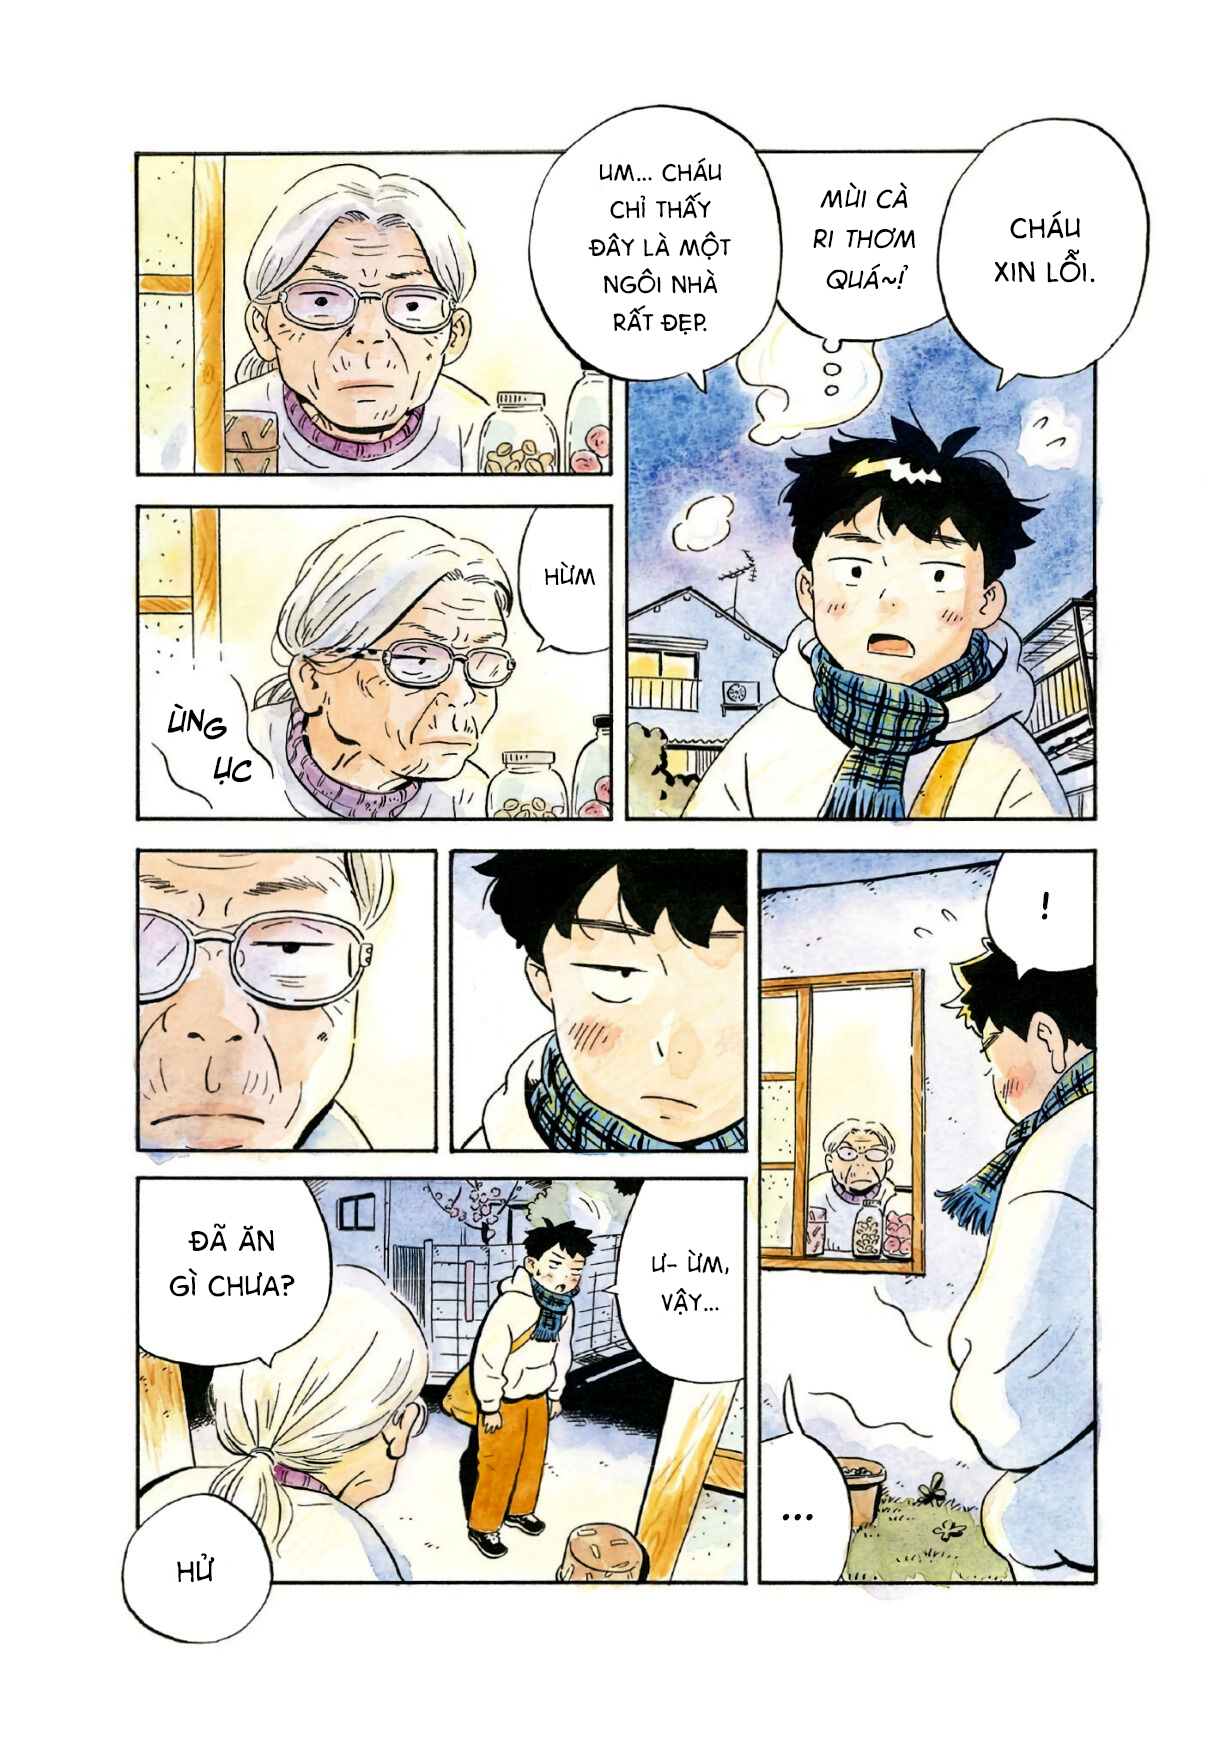 CHÁU
XIN LỖI.
MÙI CÀ
RI THƠM
QUÁ~!
UM... CHÁU
CHỈ THẤY
ĐÂY LÀ MỘT
NGÔI NHÀ
RẤT ĐẸP.
HỪM
ÙNG
ỤC
!
...
Ư- ỪM,
VẬY...
ĐÃ ĂN
GÌ CHƯA?
HỬ